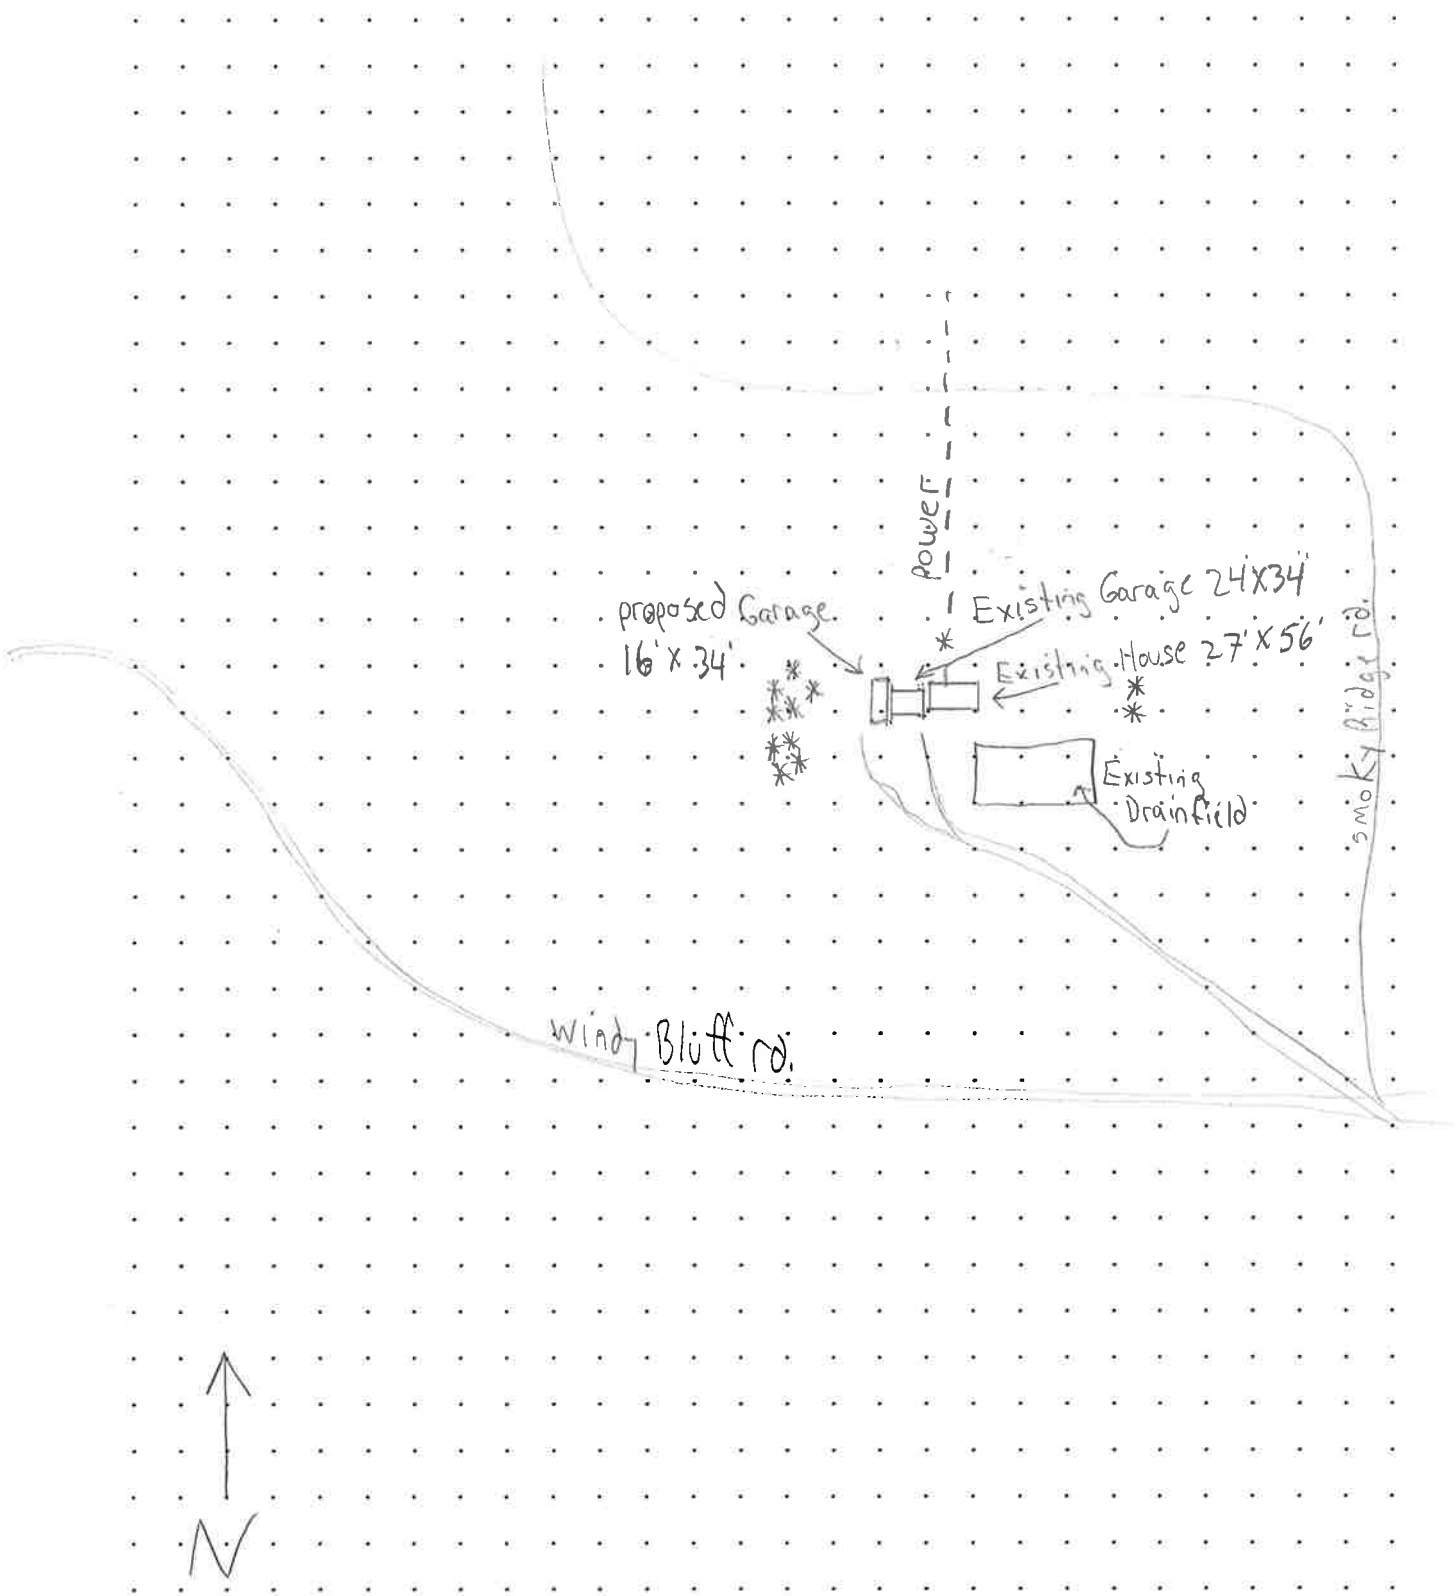 power
proposed Garage
16' X 34'
Existing Garage 24'X34'
Existing House 27' X 56'
Existing
Drainfield
smoky Ridge rd.
Windy Bluff rd.
N